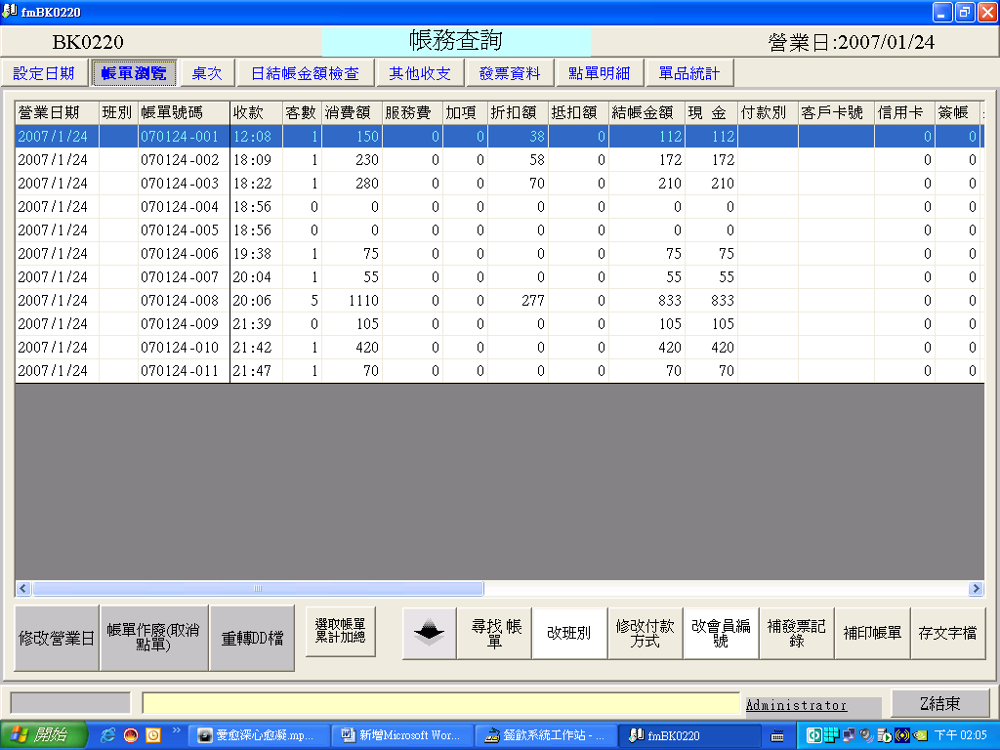 fmBK0220
BK0220 帳務查詢 營業日:2007/01/24
設定日期 帳單瀏覽 桌次 日結帳金額檢查 其他收支 發票資料 點單明細 單品統計
營業日期 班別 帳單號碼 收款 客數 消費額 服務費 加項 折扣額 抵扣額 結帳金額 現 金 付款別 客戶卡號 信用卡 簽帳
2007/1/24 070124-001 12:08 1 150 0 0 38 0 112 112 0 0
2007/1/24 070124-002 18:09 1 230 0 0 58 0 172 172 0 0
2007/1/24 070124-003 18:22 1 280 0 0 70 0 210 210 0 0
2007/1/24 070124-004 18:56 0 0 0 0 0 0 0 0 0 0
2007/1/24 070124-005 18:56 0 0 0 0 0 0 0 0 0 0
2007/1/24 070124-006 19:38 1 75 0 0 0 0 75 75 0 0
2007/1/24 070124-007 20:04 1 55 0 0 0 0 55 55 0 0
2007/1/24 070124-008 20:06 5 1110 0 0 277 0 833 833 0 0
2007/1/24 070124-009 21:39 0 105 0 0 0 0 105 105 0 0
2007/1/24 070124-010 21:42 1 420 0 0 0 0 420 420 0 0
2007/1/24 070124-011 21:47 1 70 0 0 0 0 70 70 0 0
修改營業日
帳單作廢(取消
點單)
重轉DD檔
選取帳單
累計加總
尋找 帳
單
改班別
修改付款
方式
改會員編
號
補發票記
錄
補印帳單
存文字檔
Administrator
Z結束
開始 愛愈深心愈凝.mp... 新增Microsoft Wor... 餐飲系統工作站 - ... fmBK0220 下午 02:05